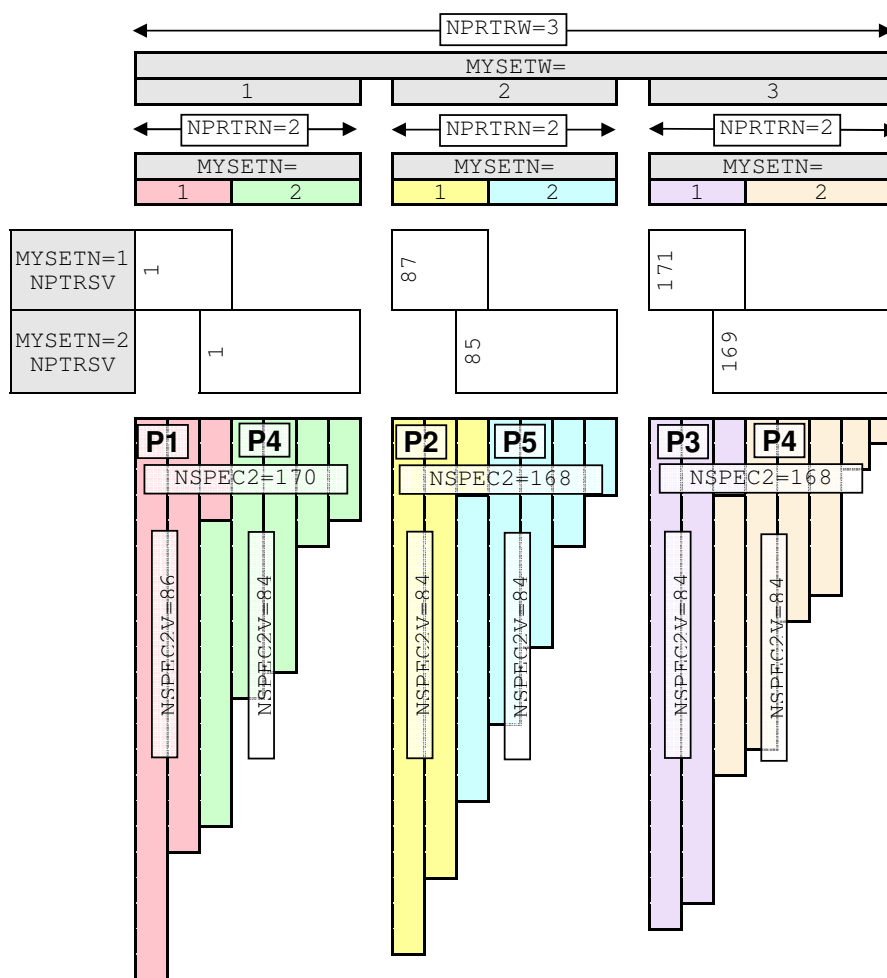 NPRTRW=3
MYSETW=
1 2 3
NPRTRN=2 NPRTRN=2 NPRTRN=2
MYSETN= MYSETN= MYSETN=
1 2 1 2 1 2
MYSETN=1
NPTRSV
1 87 171
MYSETN=2
NPTRSV
1 85 169
P1 P4 P2 P5 P3 P4
NSPEC2=170 NSPEC2=168 NSPEC2=168
NSPEC2V=86 NSPEC2V=84 NSPEC2V=84 NSPEC2V=84 NSPEC2V=84 NSPEC2V=84